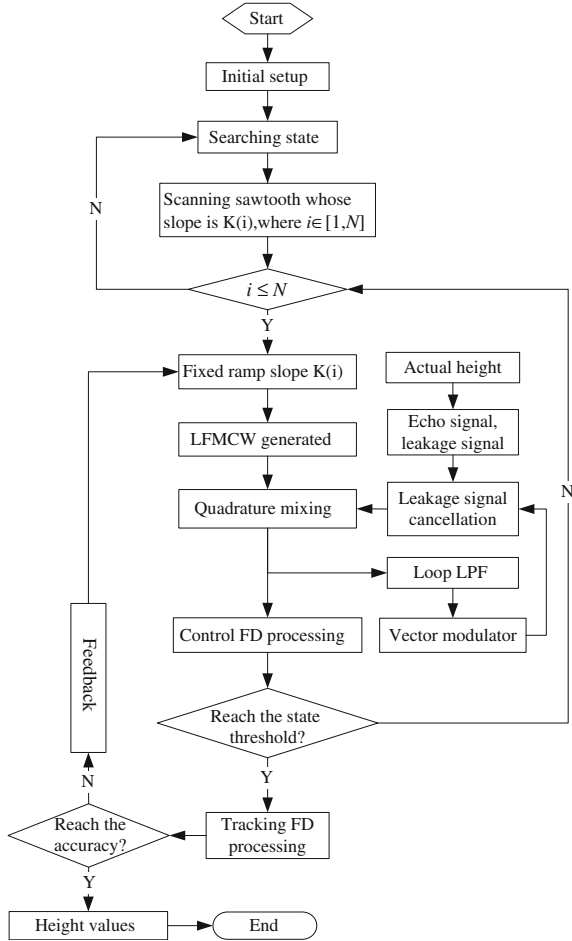 Start
Initial setup
Searching state
N
Scanning sawtooth whose
slope is K(i),where i∈[1,N]
i ≤ N
Y
Fixed ramp slope K(i)
Actual height
LFMCW generated
Echo signal,
leakage signal
N
Quadrature mixing
Leakage signal
cancellation
Loop LPF
Control FD processing
Vector modulator
Feedback
Reach the state
threshold?
Y
N
Tracking FD
processing
Reach the
accuracy?
Y
Height values
End